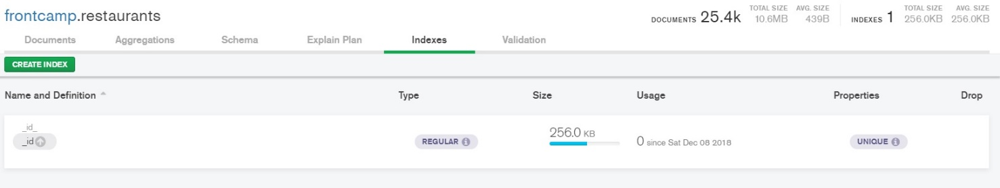 frontcamp.restaurants
DOCUMENTS 25.4k TOTAL SIZE 10.6MB AVG. SIZE 439B INDEXES 1 TOTAL SIZE 256.0KB AVG. SIZE 256.0KB
Documents Aggregations Schema Explain Plan Indexes Validation
CREATE INDEX
Name and Definition Type Size Usage Properties Drop
_id_
_id REGULAR 256.0 KB 0 since Sat Dec 08 2018 UNIQUE